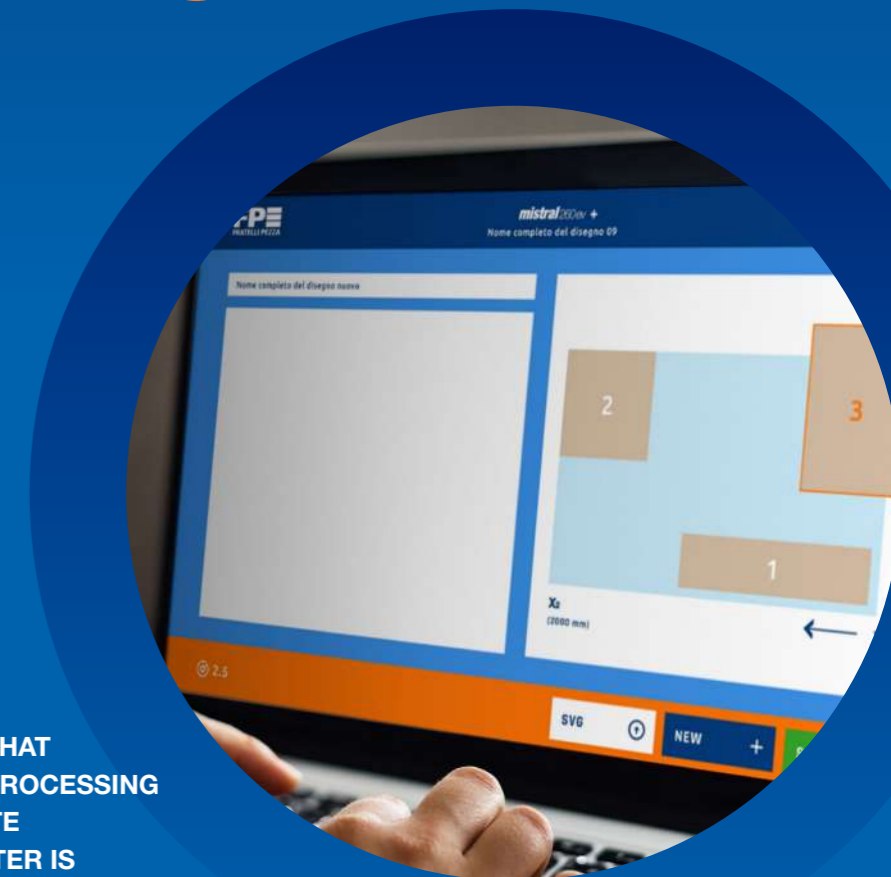 FPE
FRATELLI PEZZA
mistral 260ev +
Nome completo del disegno 09
Nome completo del disegno nuovo
2
3
1
X₂
(2000 mm)
2.5
SVG
NEW +
HAT
ROCESSING
TE
TER IS